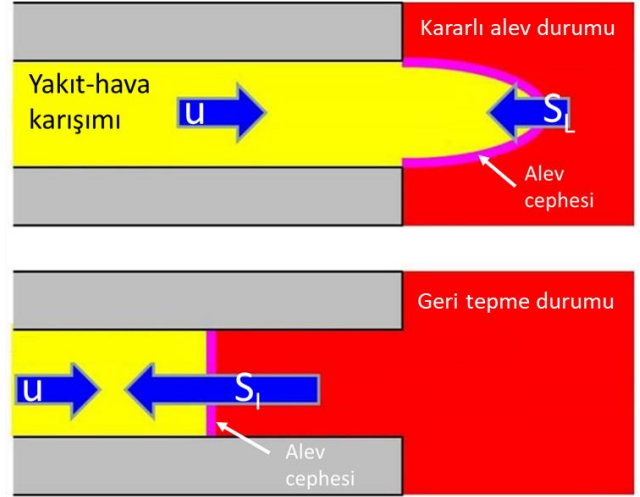 Kararlı alev durumu
Yakıt-hava
karışımı
u
SL
Alev
cephesi
Geri tepme durumu
u
Sl
Alev
cephesi